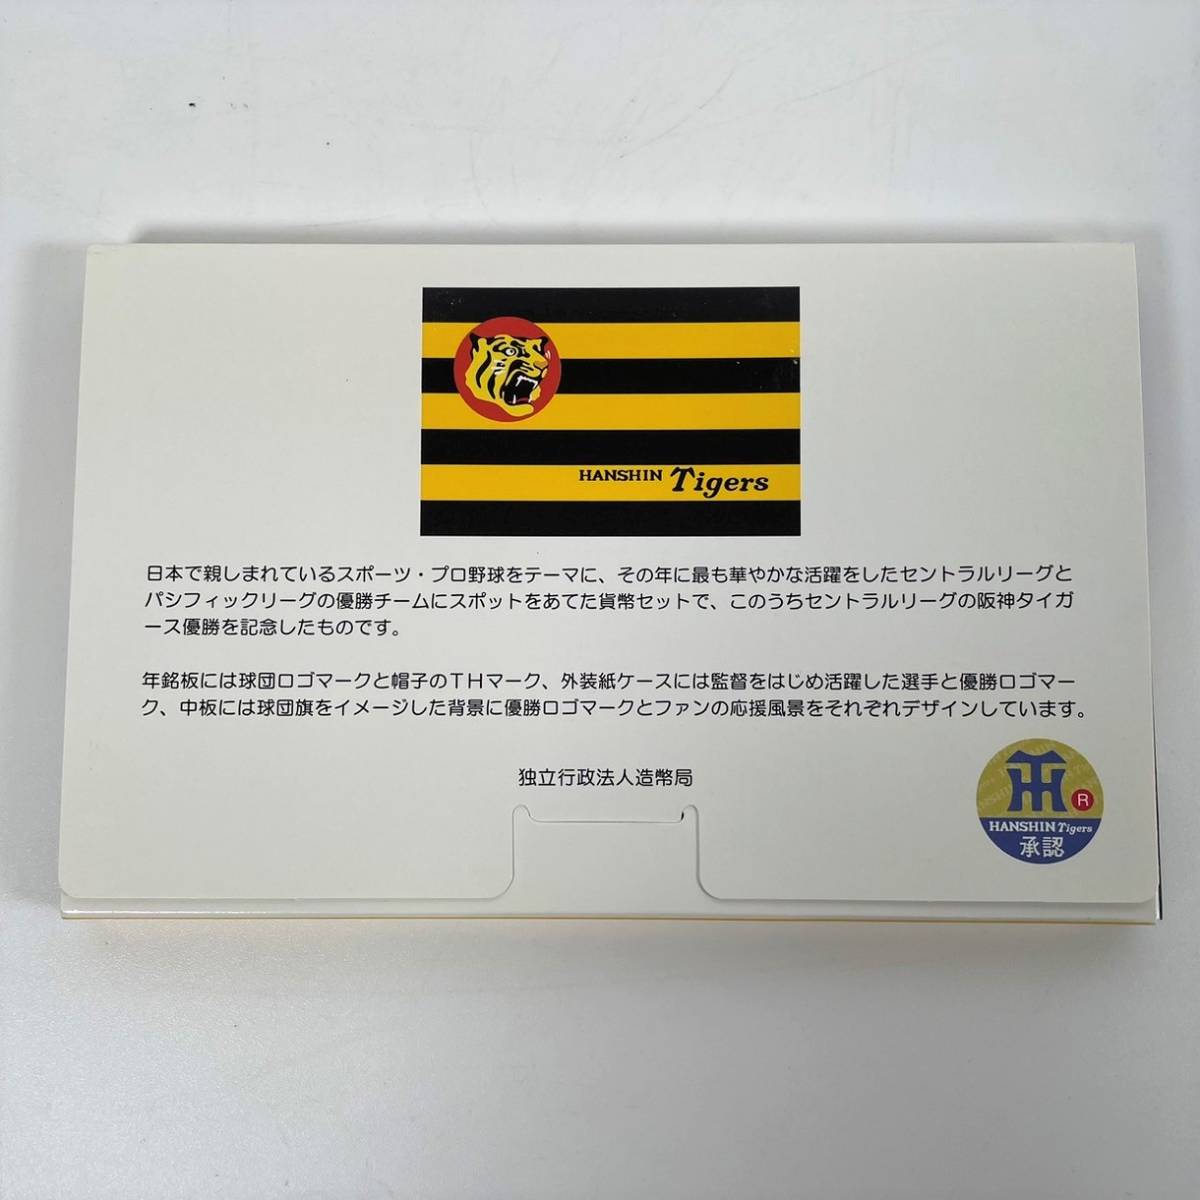 HANSHIN Tigers
日本で親しまれているスポーツ・プロ野球をテーマに、その年に最も華やかな活躍をしたセントラルリーグと
パシフィックリーグの優勝チームにスポットをあてた貨幣セットで、このうちセントラルリーグの阪神タイガ
ース優勝を記念したものです。
年銘板には球団ロゴマークと帽子のTHマーク、外装紙ケースには監督をはじめ活躍した選手と優勝ロゴマー
ク、中板には球団旗をイメージした背景に優勝ロゴマークとファンの応援風景をそれぞれデザインしています。
独立行政法人造幣局
TH
R
HANSHIN Tigers
承認